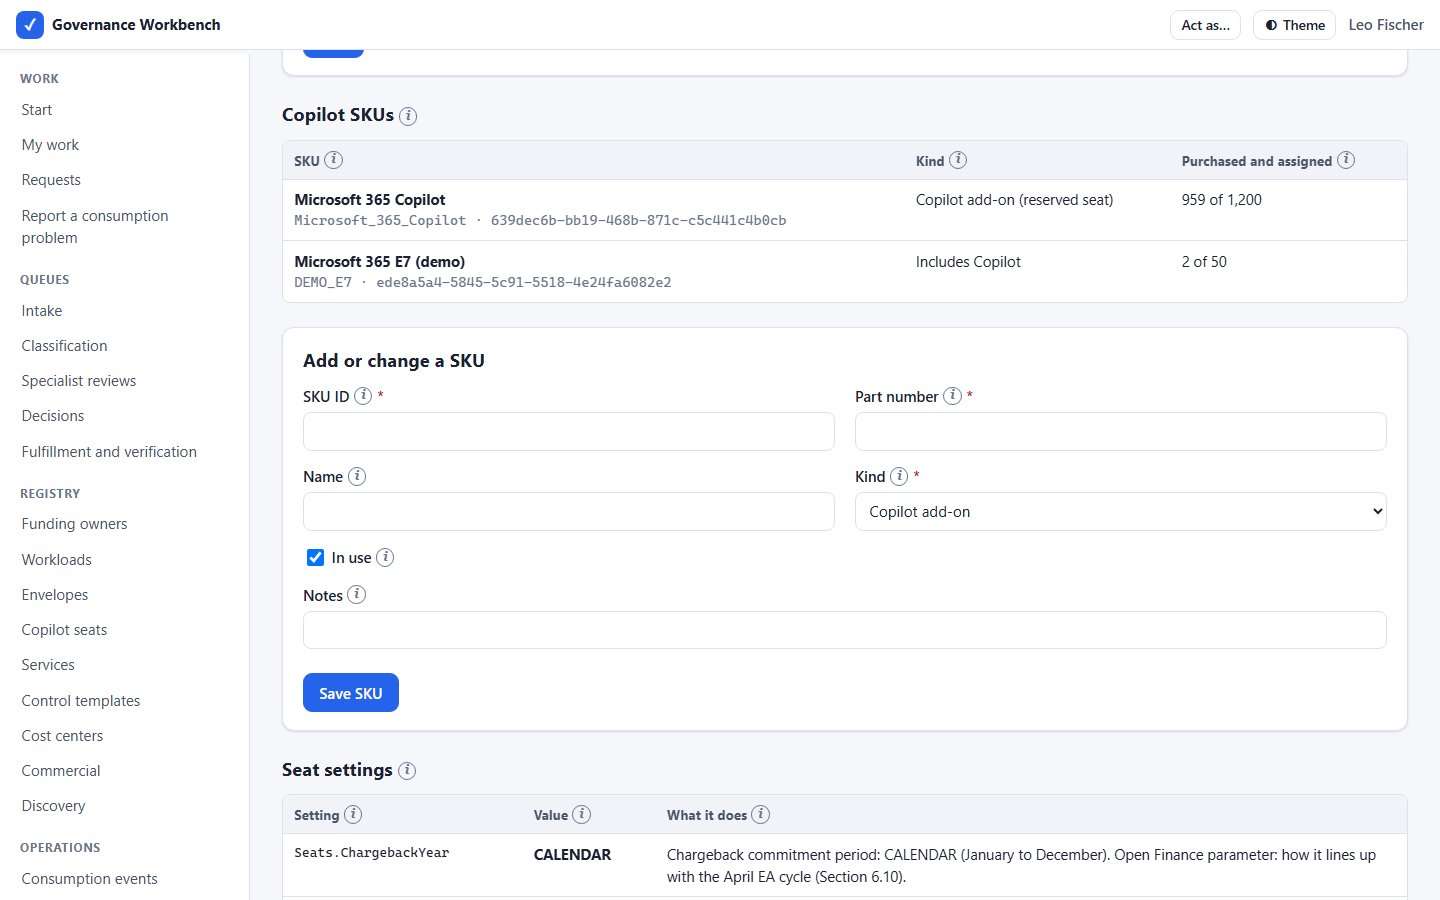 Governance Workbench
Act as...
Theme
Leo Fischer
WORK
Start
My work
Requests
Report a consumption
problem
QUEUES
Intake
Classification
Specialist reviews
Decisions
Fulfillment and verification
REGISTRY
Funding owners
Workloads
Envelopes
Copilot seats
Services
Control templates
Cost centers
Commercial
Discovery
OPERATIONS
Consumption events
Copilot SKUs
SKU Kind Purchased and assigned
Microsoft 365 Copilot Copilot add-on (reserved seat) 959 of 1,200
Microsoft_365_Copilot · 639dec6b-bb19-468b-871c-c5c441c4b0cb
Microsoft 365 E7 (demo) Includes Copilot 2 of 50
DEMO_E7 · ede8a5a4-5845-5c91-5518-4e24fa6082e2
Add or change a SKU
SKU ID * Part number *
Name Kind *
Copilot add-on
In use
Notes
Save SKU
Seat settings
Setting Value What it does
Seats.ChargebackYear CALENDAR Chargeback commitment period: CALENDAR (January to December). Open Finance parameter: how it lines up
with the April EA cycle (Section 6.10).